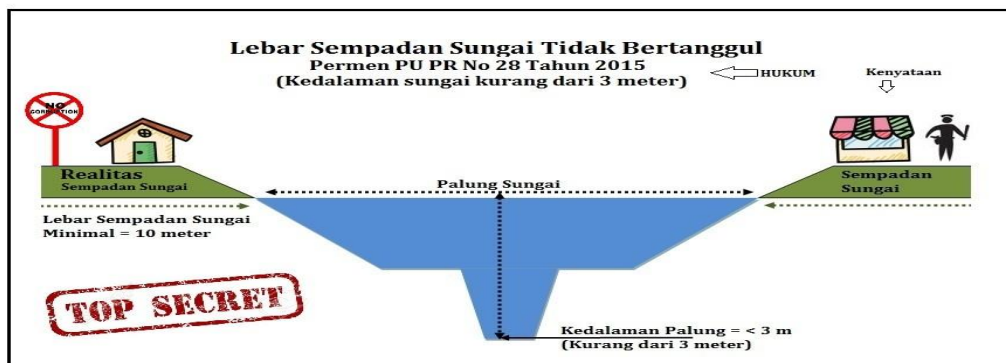 Lebar Sempadan Sungai Tidak Bertanggul
Permen PU PR No 28 Tahun 2015
(Kedalaman sungai kurang dari 3 meter)
HUKUM
Kenyataan
NO
CORRUPTION
Realitas
Sempadan Sungai
Palung Sungai
Sempadan
Sungai
Lebar Sempadan Sungai
Minimal = 10 meter
TOP SECRET
Kedalaman Palung = < 3 m
(Kurang dari 3 meter)